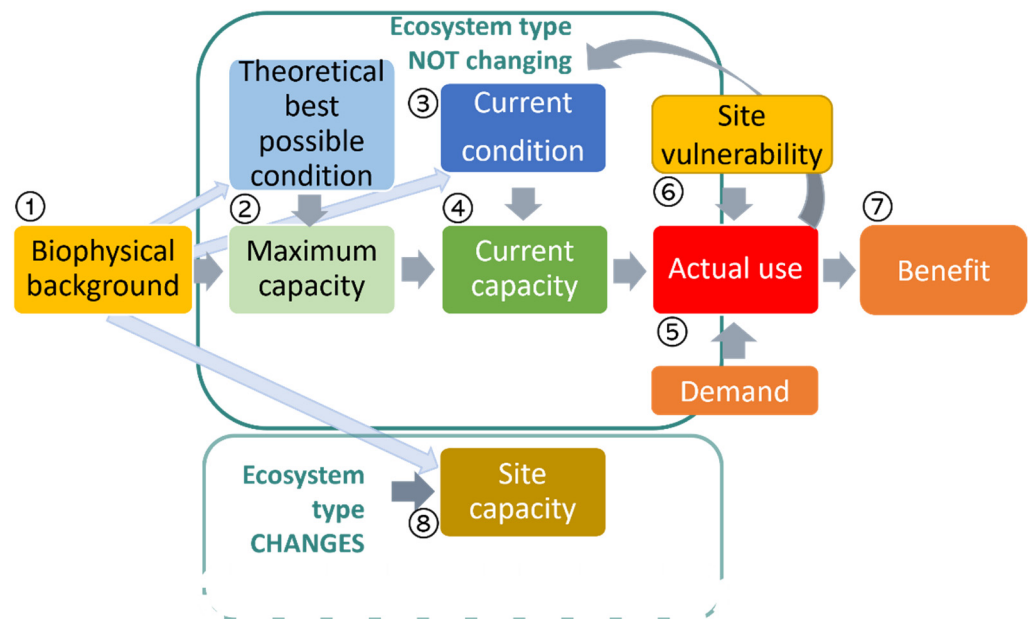 Ecosystem type
NOT changing
Theoretical
best
possible
condition
③
Current
condition
Site
vulnerability
①
②
④
⑥
⑦
Biophysical
background
Maximum
capacity
Current
capacity
Actual use
Benefit
⑤
Demand
Ecosystem
type
CHANGES
Site
capacity
⑧